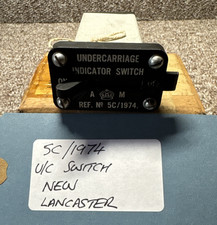 UNDERCARRIAGE
INDICATOR SWITCH
A M
REF. Nº 5C/1974.
5C/1974
U/C SWITCH
NEW
LANCASTER